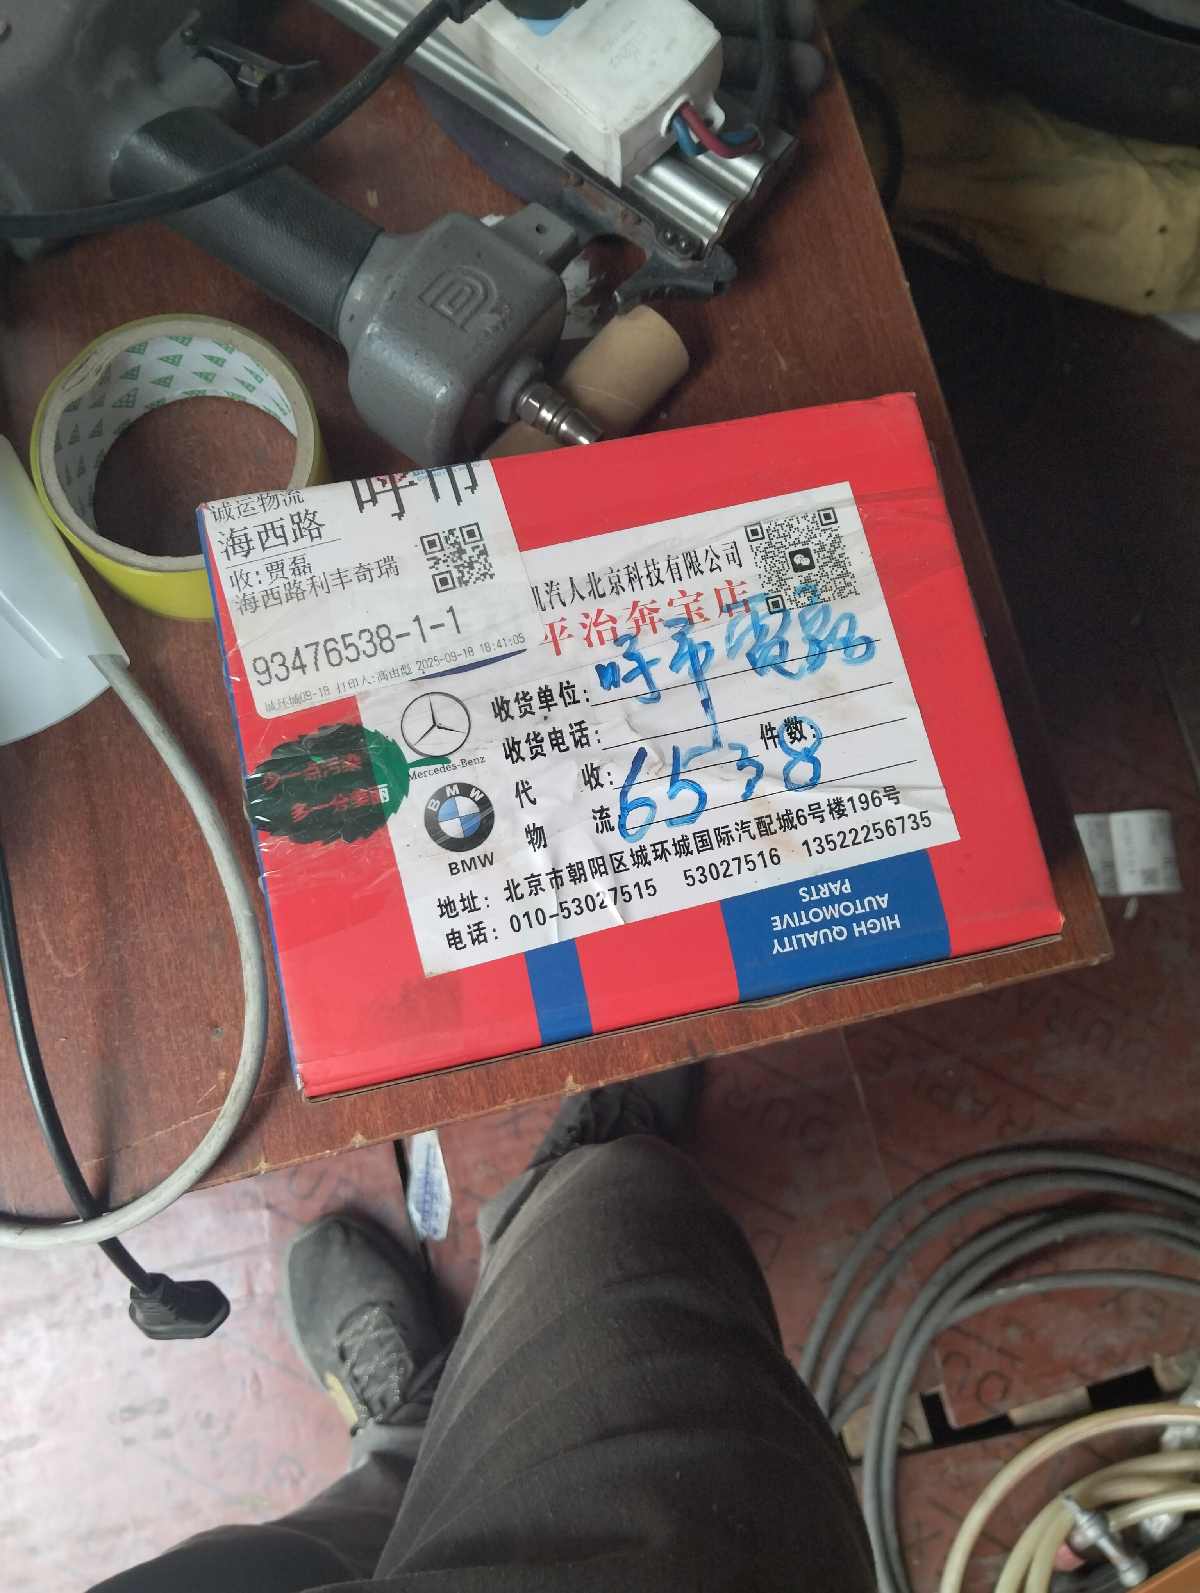 呼市
诚运物流
海西路
收:贾磊
海西路利丰奇瑞
93476538-1-1
诚环城09-18 打印人:高由彪 2025-09-18 18:41:05
机汽人北京科技有限公司
平治奔宝店
收货单位: 呼市
收货电话:
件数:
代 收:
物 流: 6538
Mercedes-Benz
BMW
BMW
地址: 北京市朝阳区城环城国际汽配城6号楼196号
电话: 010-53027515 53027516 13522256735
HIGH QUALITY
AUTOMOTIVE
PARTS